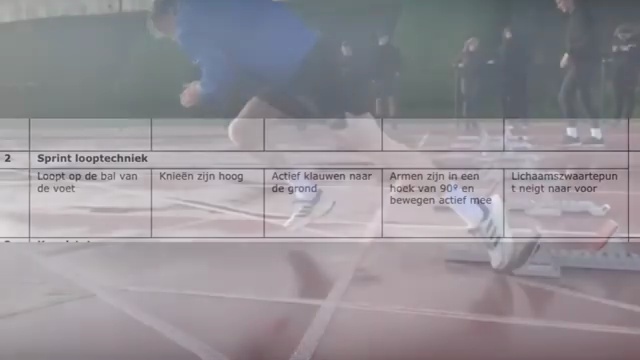 2 Sprint looptechniek
Loopt op de bal van
de voet
Knieën zijn hoog
Actief klauwen naar
de grond
Armen zijn in een
hoek van 90º en
bewegen actief mee
Lichaamszwaartepun
t neigt naar voor